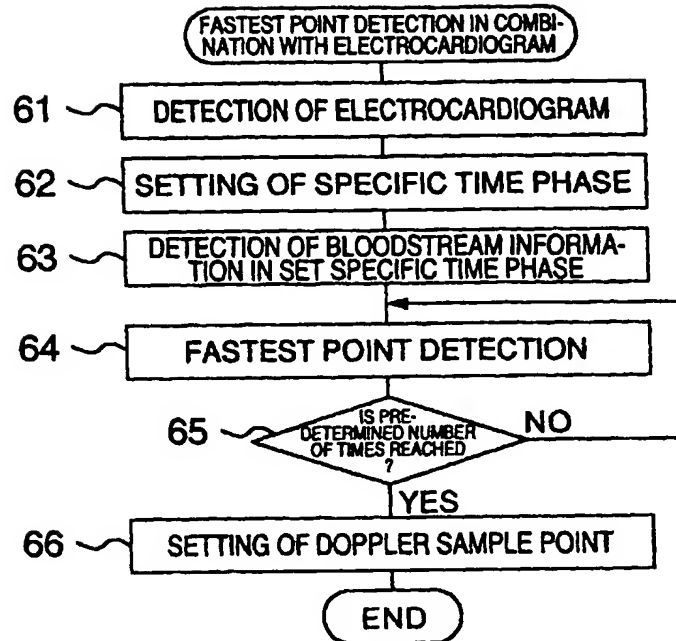 FASTEST POINT DETECTION IN COMBI-
NATION WITH ELECTROCARDIOGRAM
61
DETECTION OF ELECTROCARDIOGRAM
62
SETTING OF SPECIFIC TIME PHASE
63
DETECTION OF BLOODSTREAM INFORMA-
TION IN SET SPECIFIC TIME PHASE
64
FASTEST POINT DETECTION
65
IS PRE-
DETERMINED NUMBER
OF TIMES REACHED
?
NO
YES
66
SETTING OF DOPPLER SAMPLE POINT
END